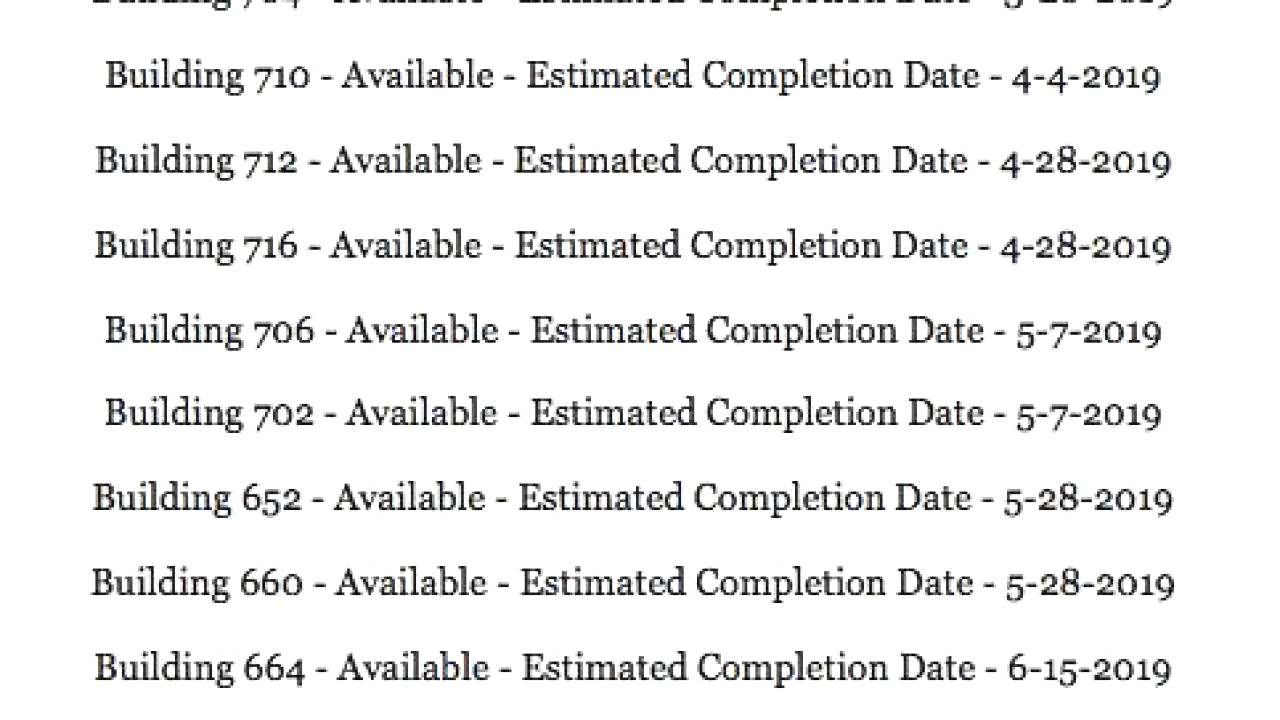 Building 710 - Available - Estimated Completion Date - 4-4-2019
Building 712 - Available - Estimated Completion Date - 4-28-2019
Building 716 - Available - Estimated Completion Date - 4-28-2019
Building 706 - Available - Estimated Completion Date - 5-7-2019
Building 702 - Available - Estimated Completion Date - 5-7-2019
Building 652 - Available - Estimated Completion Date - 5-28-2019
Building 660 - Available - Estimated Completion Date - 5-28-2019
Building 664 - Available - Estimated Completion Date - 6-15-2019